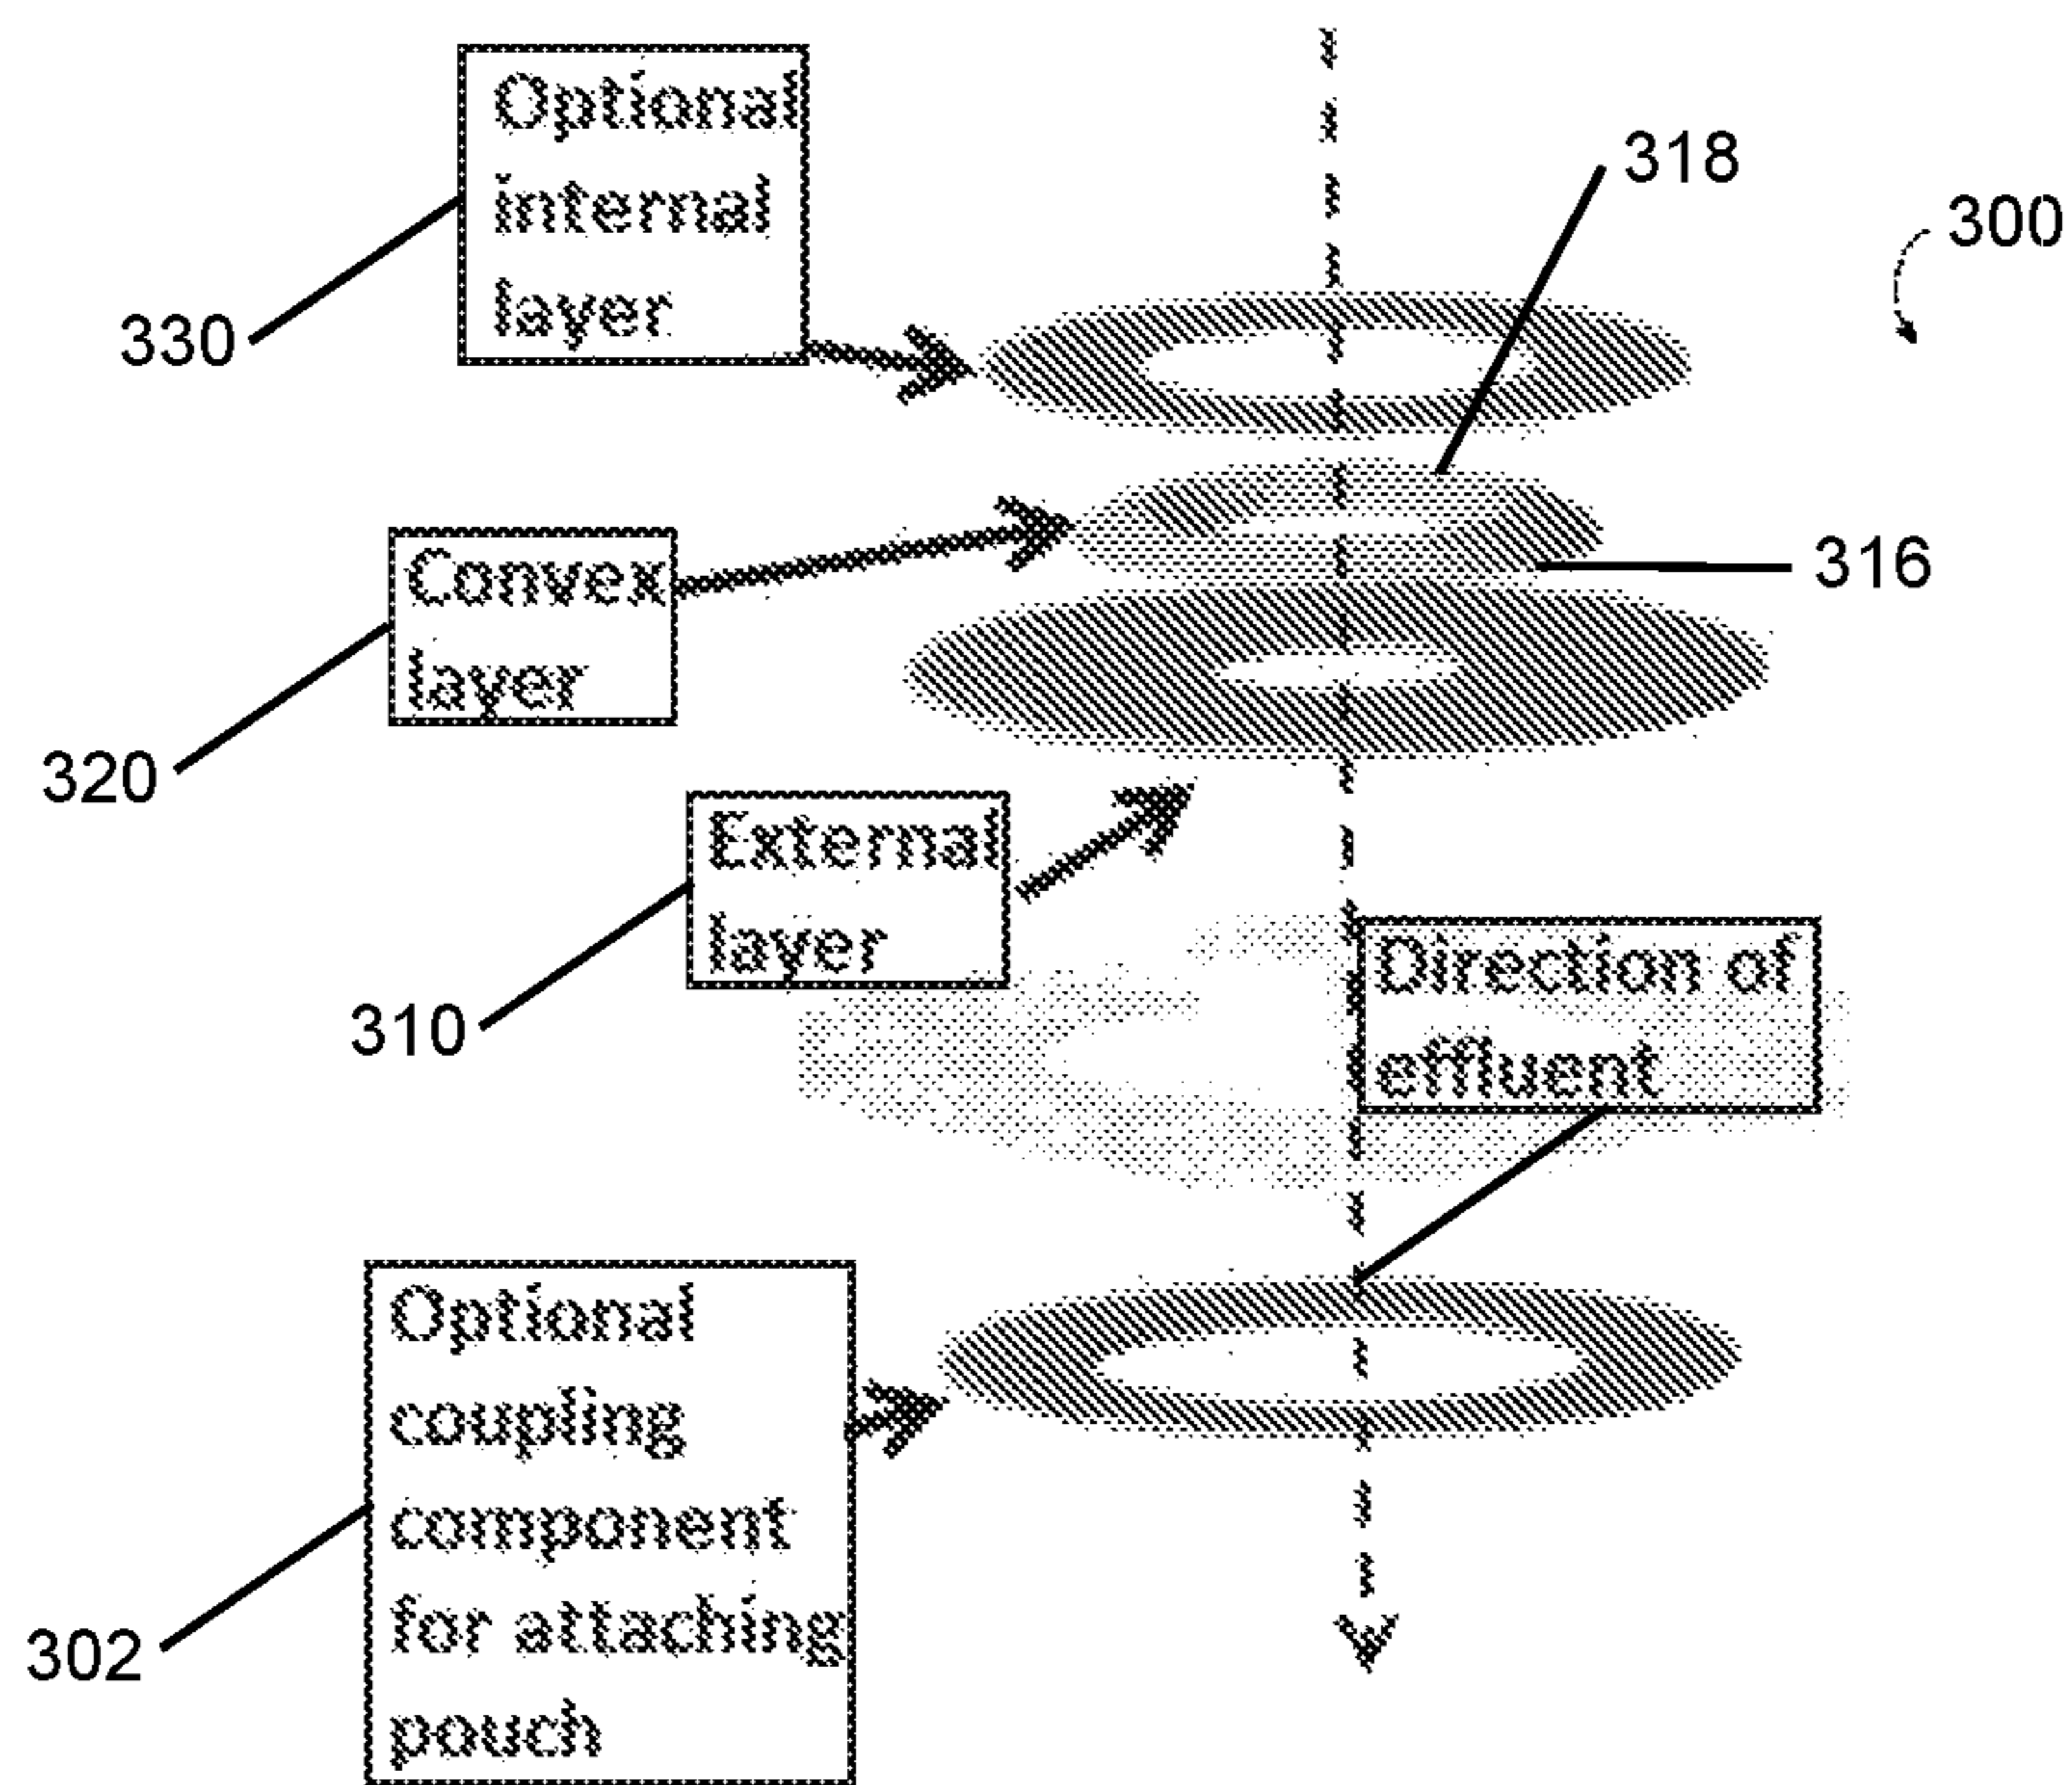 Optional
internal
layer
318
300
330
Convex
layer
316
320
External
layer
310
Direction of
effluent
Optional
coupling
component
for attaching
pouch
302